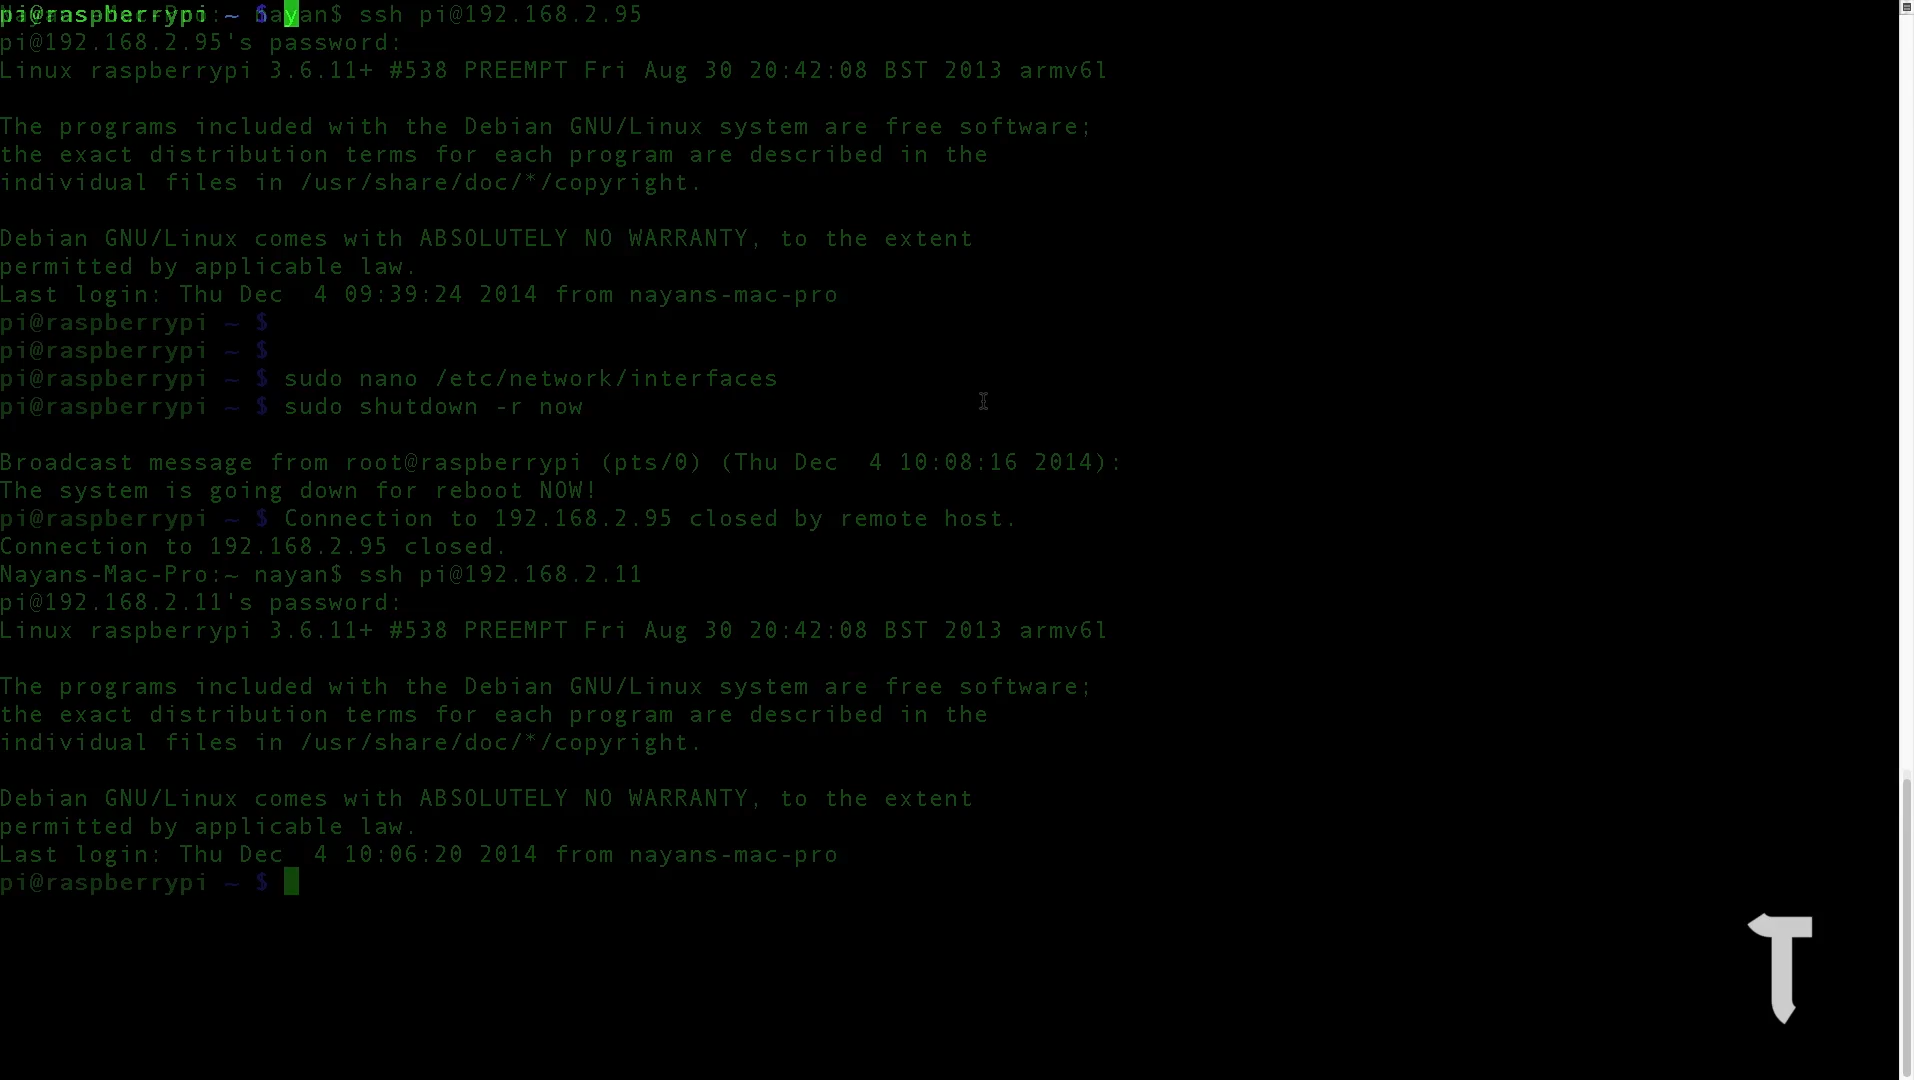 pi@raspberrypi ~ $ nayan$ ssh pi@192.168.2.95
pi@192.168.2.95's password:
Linux raspberrypi 3.6.11+ #538 PREEMPT Fri Aug 30 20:42:08 BST 2013 armv6l
The programs included with the Debian GNU/Linux system are free software;
the exact distribution terms for each program are described in the
individual files in /usr/share/doc/*/copyright.
Debian GNU/Linux comes with ABSOLUTELY NO WARRANTY, to the extent
permitted by applicable law.
Last login: Thu Dec  4 09:39:24 2014 from nayans-mac-pro
pi@raspberrypi ~ $
pi@raspberrypi ~ $
pi@raspberrypi ~ $ sudo nano /etc/network/interfaces
pi@raspberrypi ~ $ sudo shutdown -r now
Broadcast message from root@raspberrypi (pts/0) (Thu Dec  4 10:08:16 2014):
The system is going down for reboot NOW!
pi@raspberrypi ~ $ Connection to 192.168.2.95 closed by remote host.
Connection to 192.168.2.95 closed.
Nayans-Mac-Pro:~ nayan$ ssh pi@192.168.2.11
pi@192.168.2.11's password:
Linux raspberrypi 3.6.11+ #538 PREEMPT Fri Aug 30 20:42:08 BST 2013 armv6l
The programs included with the Debian GNU/Linux system are free software;
the exact distribution terms for each program are described in the
individual files in /usr/share/doc/*/copyright.
Debian GNU/Linux comes with ABSOLUTELY NO WARRANTY, to the extent
permitted by applicable law.
Last login: Thu Dec  4 10:06:20 2014 from nayans-mac-pro
pi@raspberrypi ~ $
T